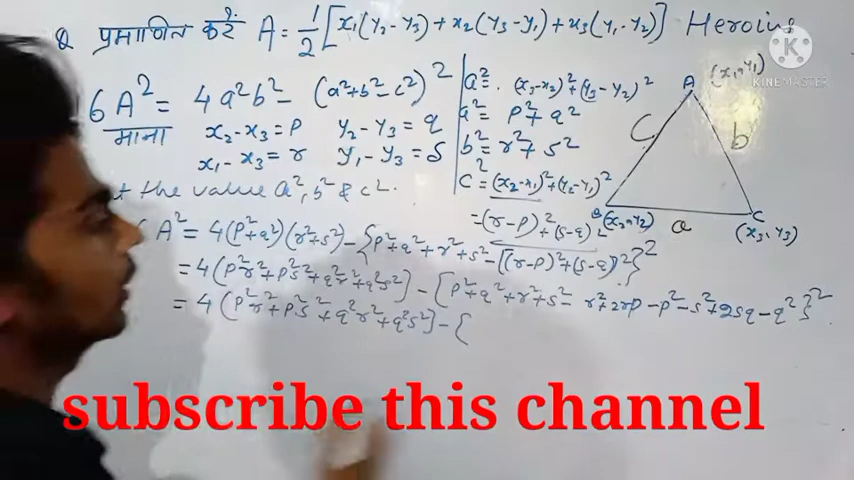 Q प्रमाणित करें कि A = 1/2 [x₁(y₂-y₃)+x₂(y₃-y₁)+x₃(y₁-y₂)] Heroins
6A² = 4a²b² - (a²+b²-c²)²
माना x₂-x₃=p y₂-y₃=q
x₁-x₃=r y₁-y₃=s
the value a², b² & c².
a² = (x₃-x₂)²+(y₃-y₂)²
a² = p²+q²
b² = r²+s²
c² = (x₂-x₁)²+(y₂-y₁)²
=(r-p)²+(s-q)²
A (x₁, y₁)
C b
B (x₂, y₂) a C (x₃, y₃)
A² = 4(p²+q²)(r²+s²) - {p²+q²+r²+s²-[(r-p)²+(s-q)²]}²
= 4(p²r²+p²s²+q²r²+q²s²] - [p²+q²+r²+s²- r²+2rp-p²-s²+2sq-q²}²
= 4(p²r²+p²s²+q²r²+q²s²] - {
K
KINEMASTER
subscribe this channel